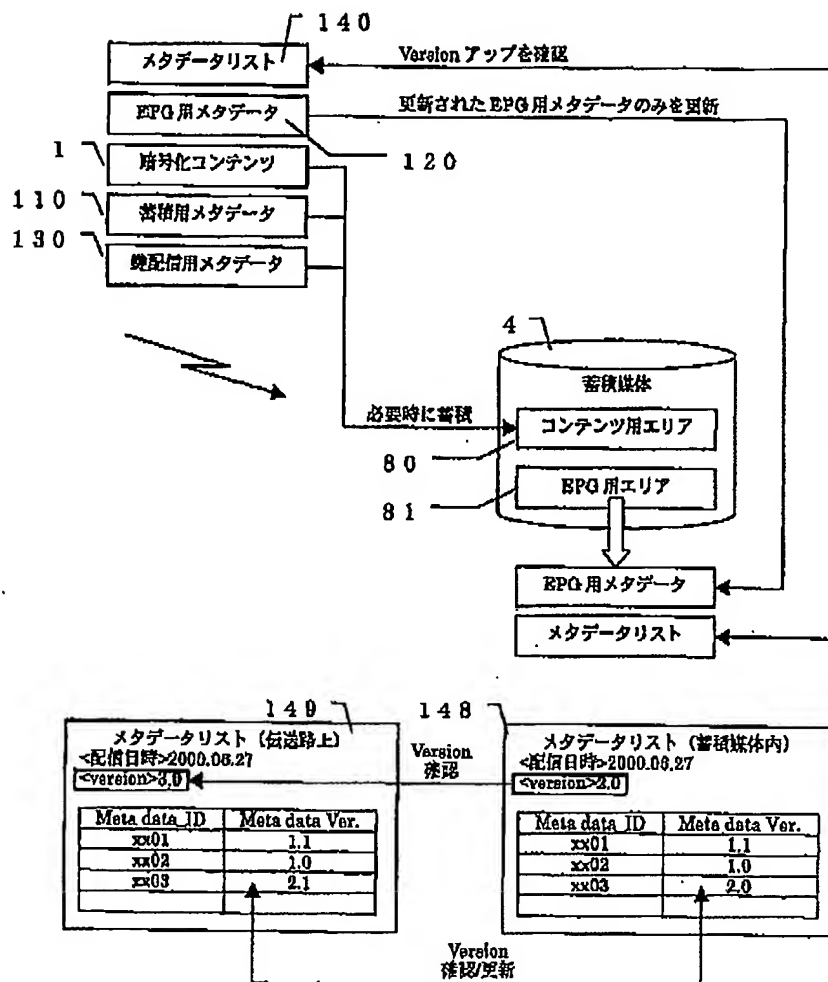 140
メタデータリスト
Versionアップを確認
EPG用メタデータ
更新されたEPG用メタデータのみを更新
1
暗号化コンテンツ
120
110
蓄積用メタデータ
130
鍵配信用メタデータ
4
蓄積媒体
必要時に蓄積
コンテンツ用エリア
80
EPG用エリア
81
EPG用メタデータ
メタデータリスト
149
148
メタデータリスト（伝送路上）
<配信日時>2000.06.27
<version>3.0
Meta data ID Meta data Ver.
xx01 1.1
xx02 1.0
xx03 2.1
Version
確認
メタデータリスト（蓄積媒体内）
<配信日時>2000.06.27
<version>2.0
Meta data ID Meta data Ver.
xx01 1.1
xx02 1.0
xx03 2.0
Version
確認/更新